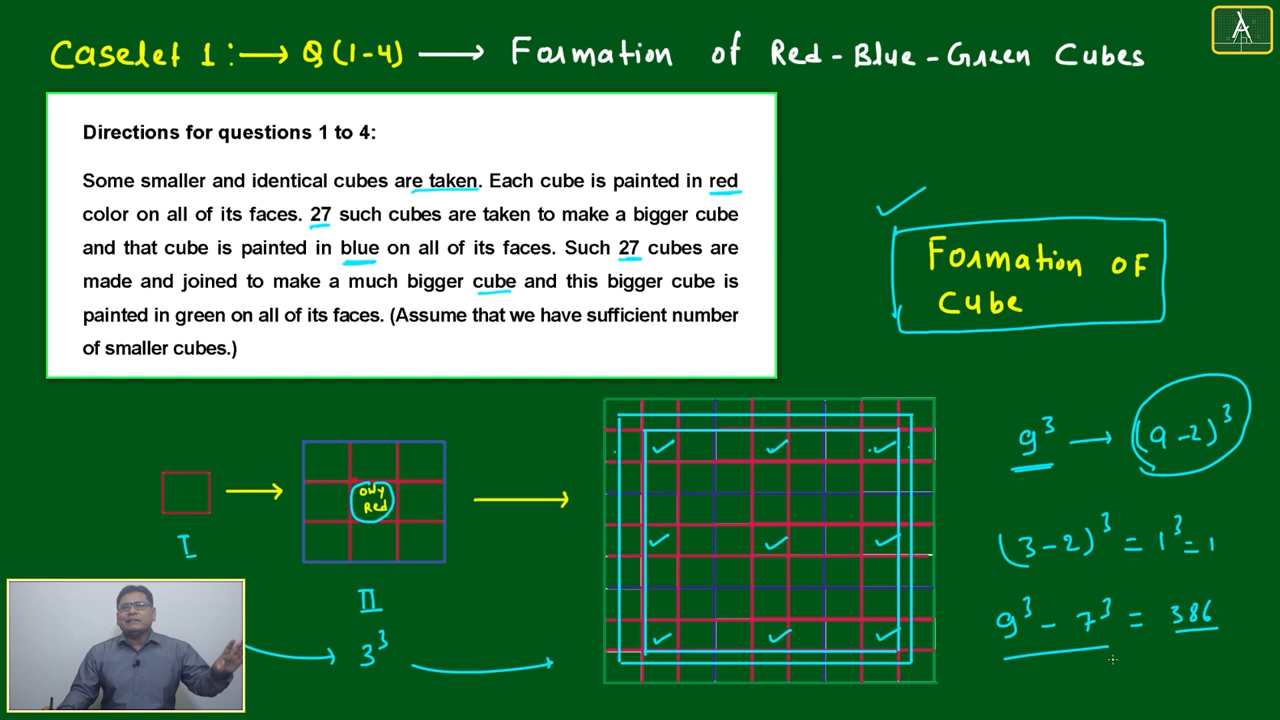 Caselet 1: → Q(1-4) → Formation of Red-Blue-Green Cubes
Directions for questions 1 to 4:
Some smaller and identical cubes are taken. Each cube is painted in red
color on all of its faces. 27 such cubes are taken to make a bigger cube
and that cube is painted in blue on all of its faces. Such 27 cubes are
made and joined to make a much bigger cube and this bigger cube is
painted in green on all of its faces. (Assume that we have sufficient number
of smaller cubes.)
Formation of
Cube
only
Red
I
II
3³
9³ → (9-2)³
(3-2)³ = 1³ = 1
9³ - 7³ = 386